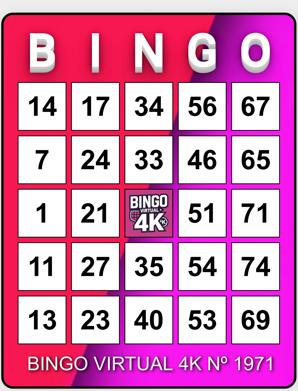 B I N G O
14 17 34 56 67
7 24 33 46 65
1 21 BINGO VIRTUAL 4K 51 71
11 27 35 54 74
13 23 40 53 69
BINGO VIRTUAL 4K Nº 1971